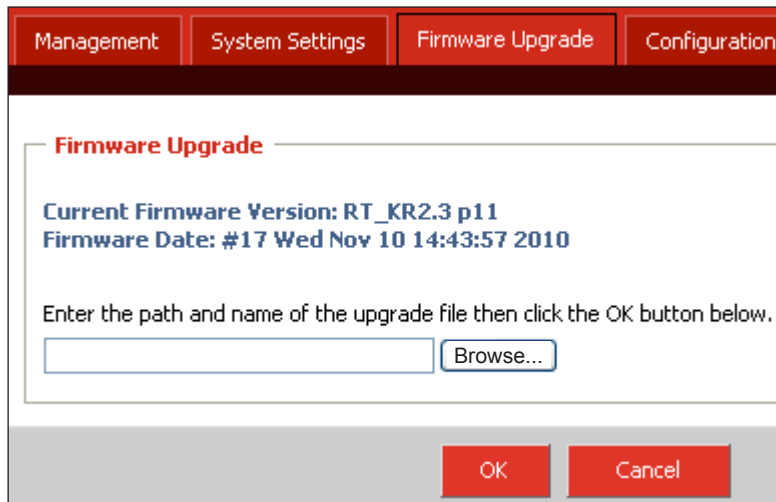 Management System Settings Firmware Upgrade Configuration
Firmware Upgrade
Current Firmware Version: RT_KR2.3 p11
Firmware Date: #17 Wed Nov 10 14:43:57 2010
Enter the path and name of the upgrade file then click the OK button below.
Browse...
OK Cancel